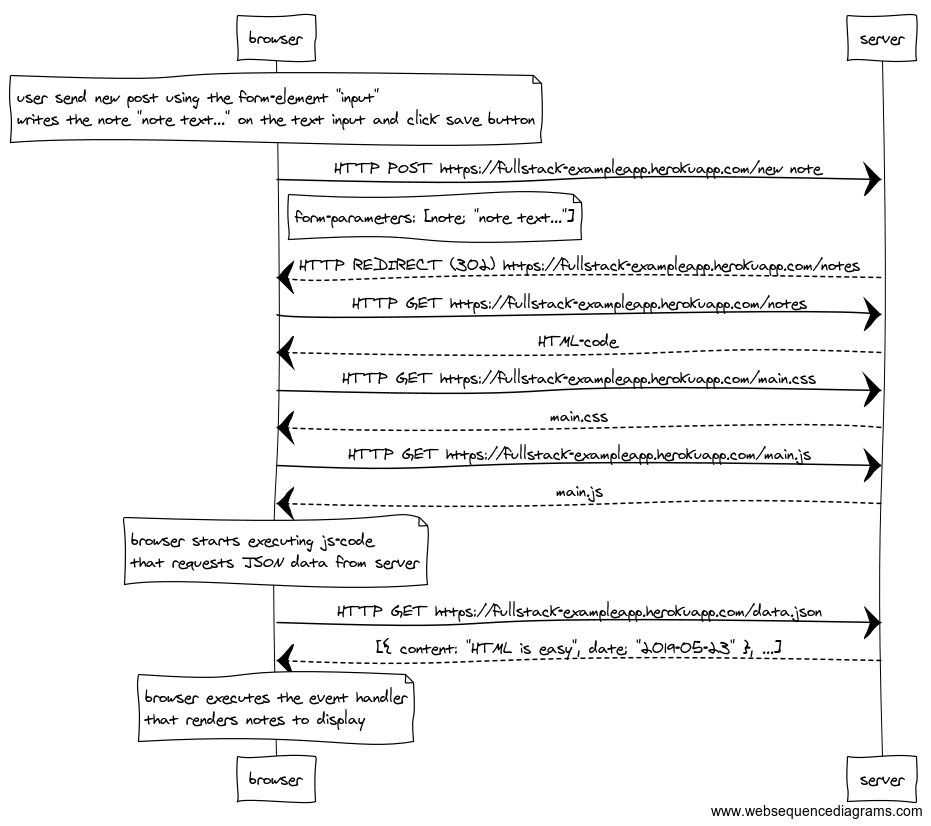 browser
server
user send new post using the form-element "input"
writes the note "note text..." on the text input and click save button
HTTP POST https://fullstack-exampleapp.herokuapp.com/new note
form-parameters: [note; "note text..."]
HTTP REDIRECT (302) https://fullstack-exampleapp.herokuapp.com/notes
HTTP GET https://fullstack-exampleapp.herokuapp.com/notes
HTML-code
HTTP GET https://fullstack-exampleapp.herokuapp.com/main.css
main.css
HTTP GET https://fullstack-exampleapp.herokuapp.com/main.js
main.js
browser starts executing js-code
that requests JSON data from server
HTTP GET https://fullstack-exampleapp.herokuapp.com/data.json
[{ content: "HTML is easy", date; "2019-05-23" }, ...]
browser executes the event handler
that renders notes to display
browser
server
www.websequencediagrams.com